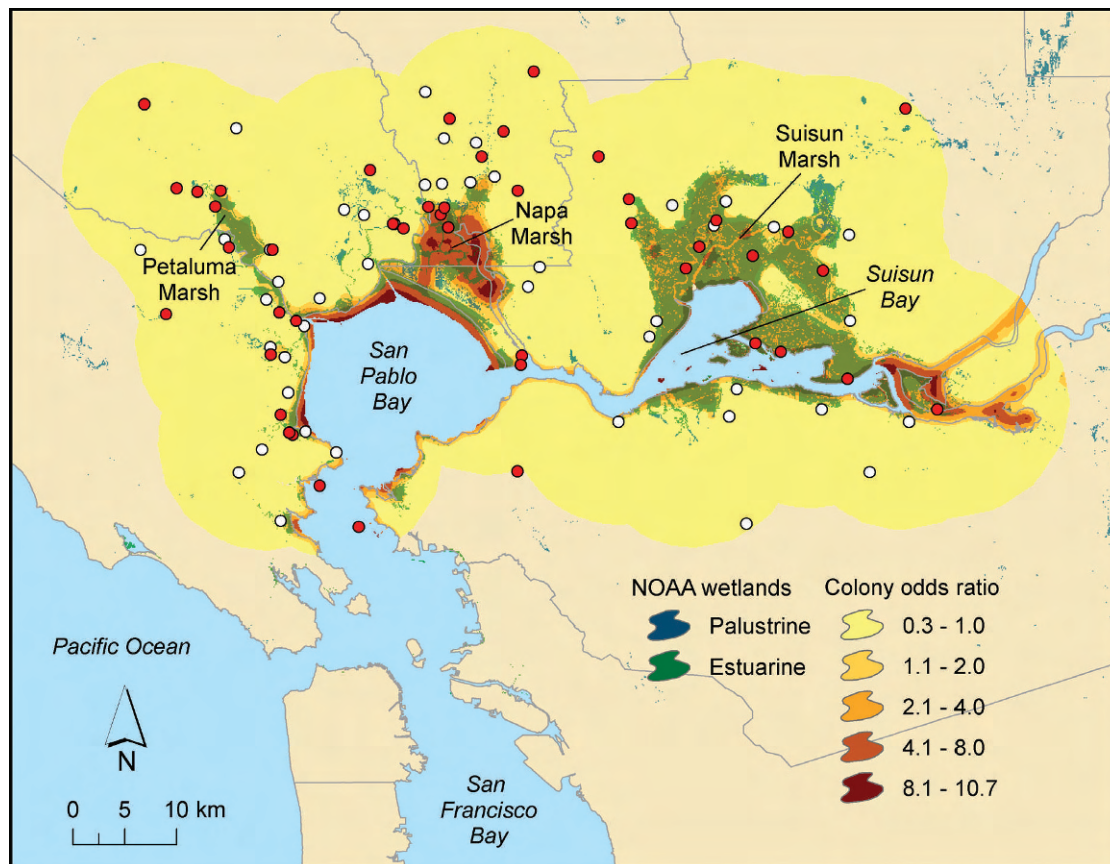 Suisun
Marsh
Napa
Marsh
Petaluma
Marsh
Suisun
Bay
San
Pablo
Bay
NOAA wetlands
Palustrine
Estuarine
Colony odds ratio
0.3 - 1.0
1.1 - 2.0
2.1 - 4.0
4.1 - 8.0
8.1 - 10.7
Pacific Ocean
N
0 5 10 km
San
Francisco
Bay